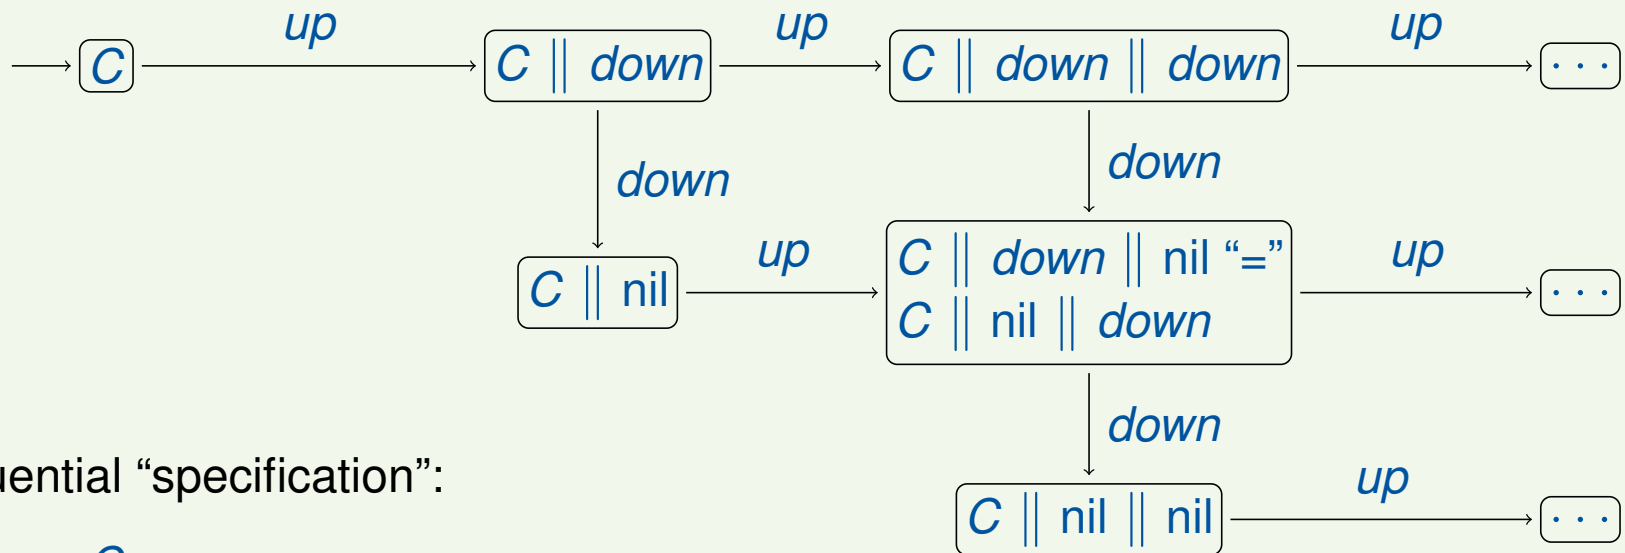 up up up
C C || down C || down || down · · ·
down down
up C || down || nil “=” up
C || nil C || nil || down · · ·
down
uential “specification”:
up
C || nil || nil · · ·